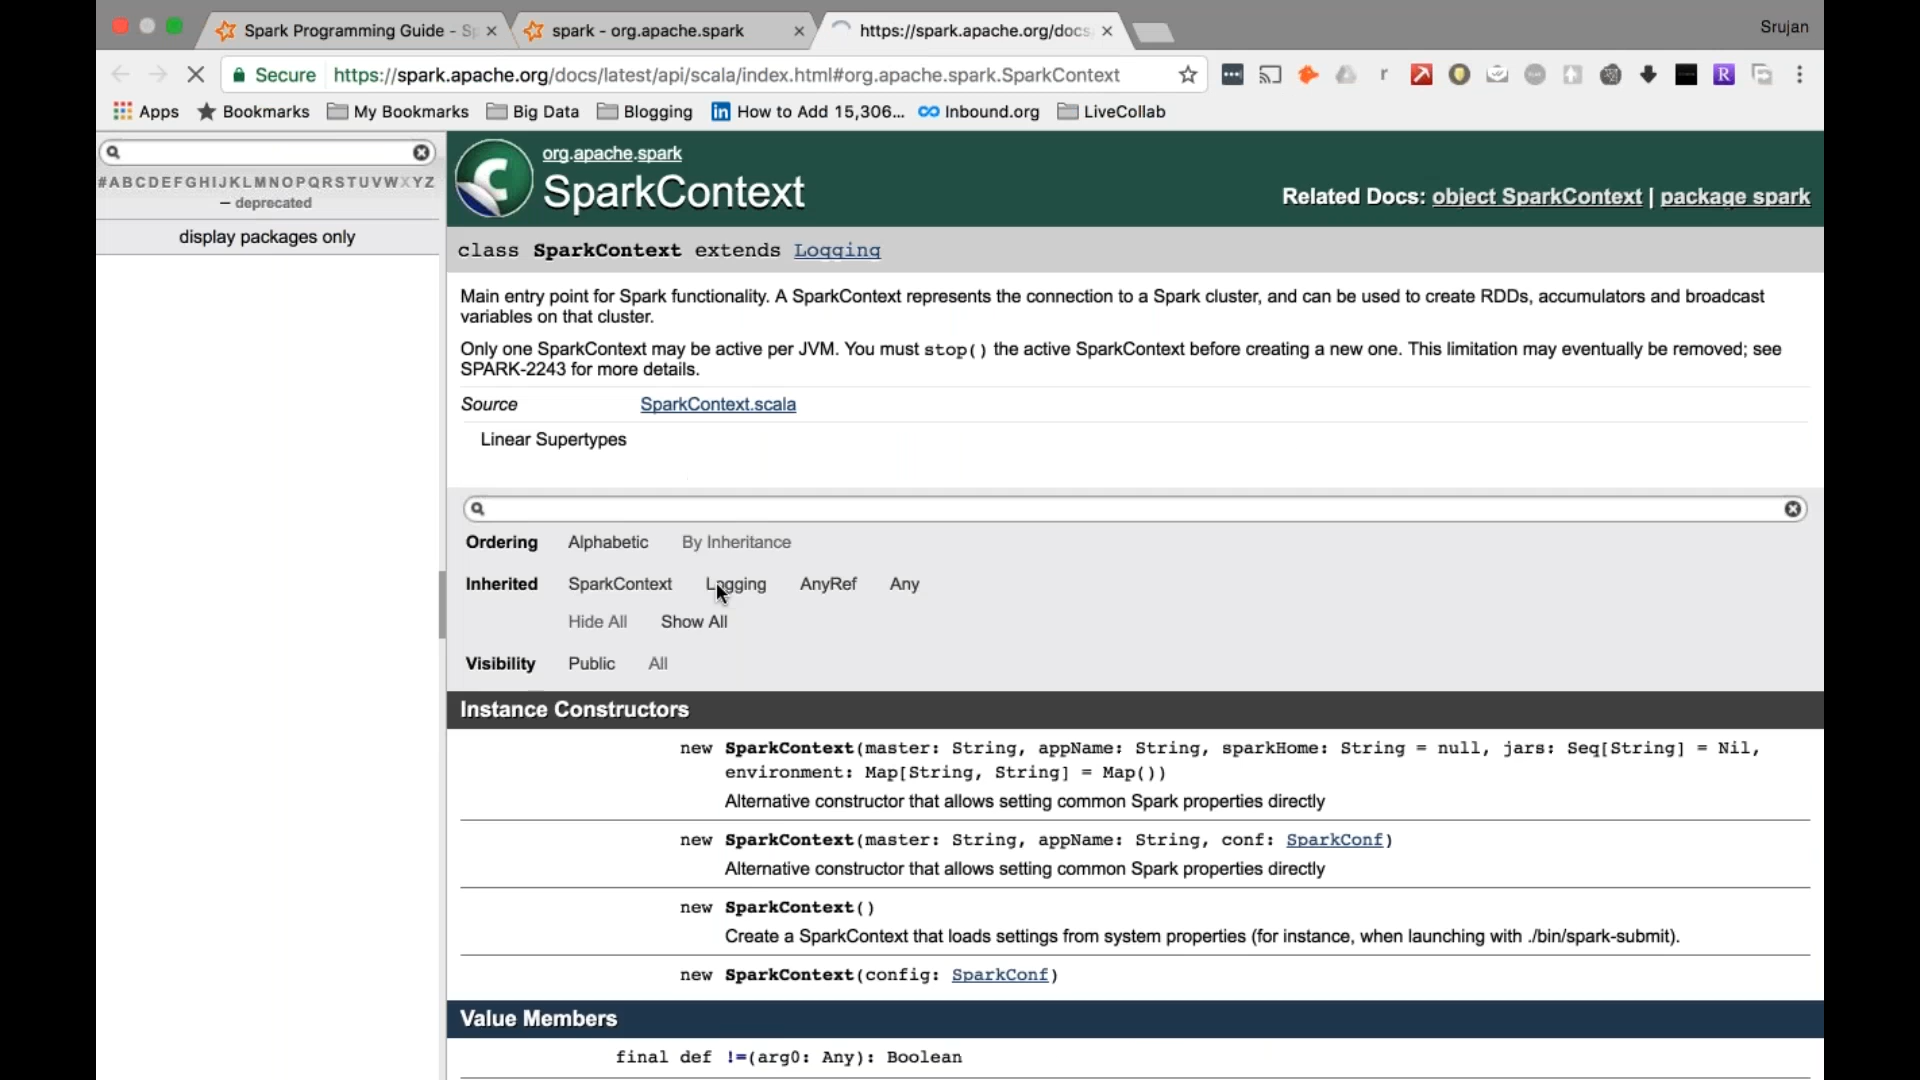 Spark Programming Guide - Sp
spark - org.apache.spark
https://spark.apache.org/docs
Srujan
Secure https://spark.apache.org/docs/latest/api/scala/index.html#org.apache.spark.SparkContext
Apps Bookmarks My Bookmarks Big Data Blogging How to Add 15,306... Inbound.org LiveCollab
#ABCDEFGHIJKLMNOPQRSTUVWXYZ
– deprecated
display packages only
org.apache.spark
SparkContext
Related Docs: object SparkContext | package spark
class SparkContext extends Logging
Main entry point for Spark functionality. A SparkContext represents the connection to a Spark cluster, and can be used to create RDDs, accumulators and broadcast
variables on that cluster.
Only one SparkContext may be active per JVM. You must stop() the active SparkContext before creating a new one. This limitation may eventually be removed; see
SPARK-2243 for more details.
Source SparkContext.scala
Linear Supertypes
Ordering Alphabetic By Inheritance
Inherited SparkContext Logging AnyRef Any
Hide All Show All
Visibility Public All
Instance Constructors
new SparkContext(master: String, appName: String, sparkHome: String = null, jars: Seq[String] = Nil,
environment: Map[String, String] = Map())
Alternative constructor that allows setting common Spark properties directly
new SparkContext(master: String, appName: String, conf: SparkConf)
Alternative constructor that allows setting common Spark properties directly
new SparkContext()
Create a SparkContext that loads settings from system properties (for instance, when launching with ./bin/spark-submit).
new SparkContext(config: SparkConf)
Value Members
final def !=(arg0: Any): Boolean